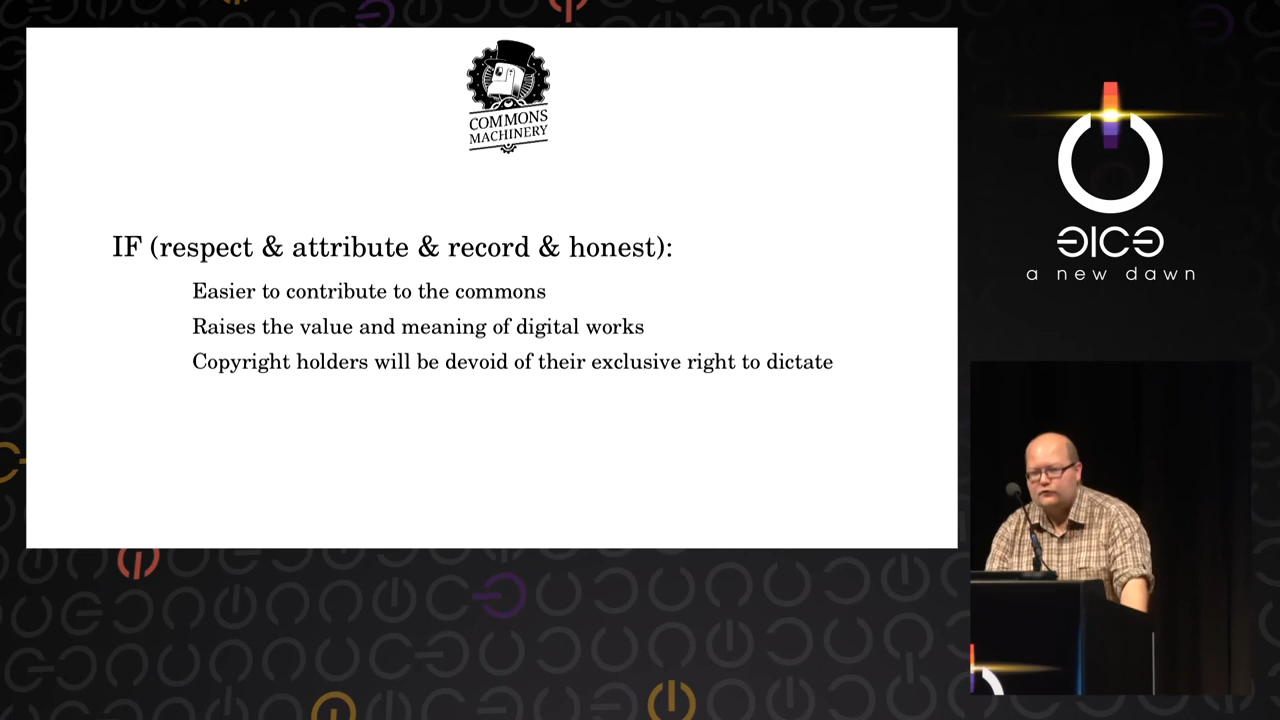 COMMONS
MACHINERY
IF (respect & attribute & record & honest):
Easier to contribute to the commons
Raises the value and meaning of digital works
Copyright holders will be devoid of their exclusive right to dictate
31C3
a new dawn